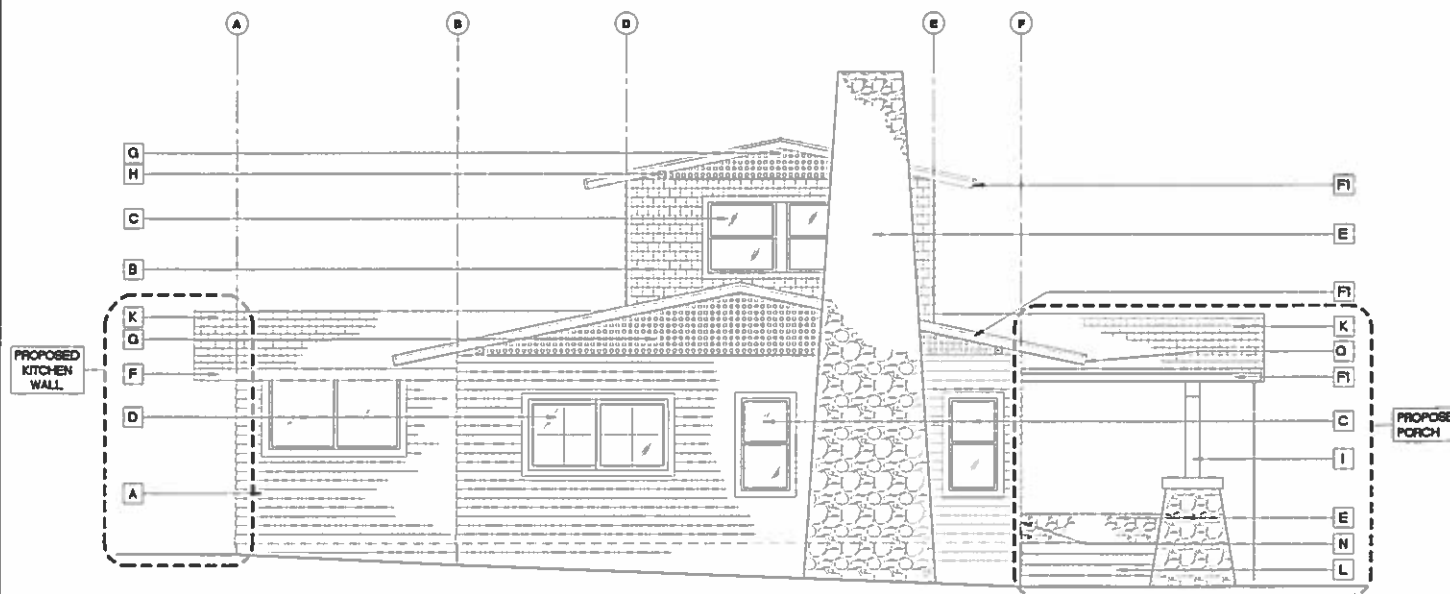 A
B
D
E
F
G
H
C
B
K
G
F
D
A
PROPOSED
KITCHEN
WALL
F1
E
F1
K
O
F1
C
I
E
N
L
PROPOSE
PORCH